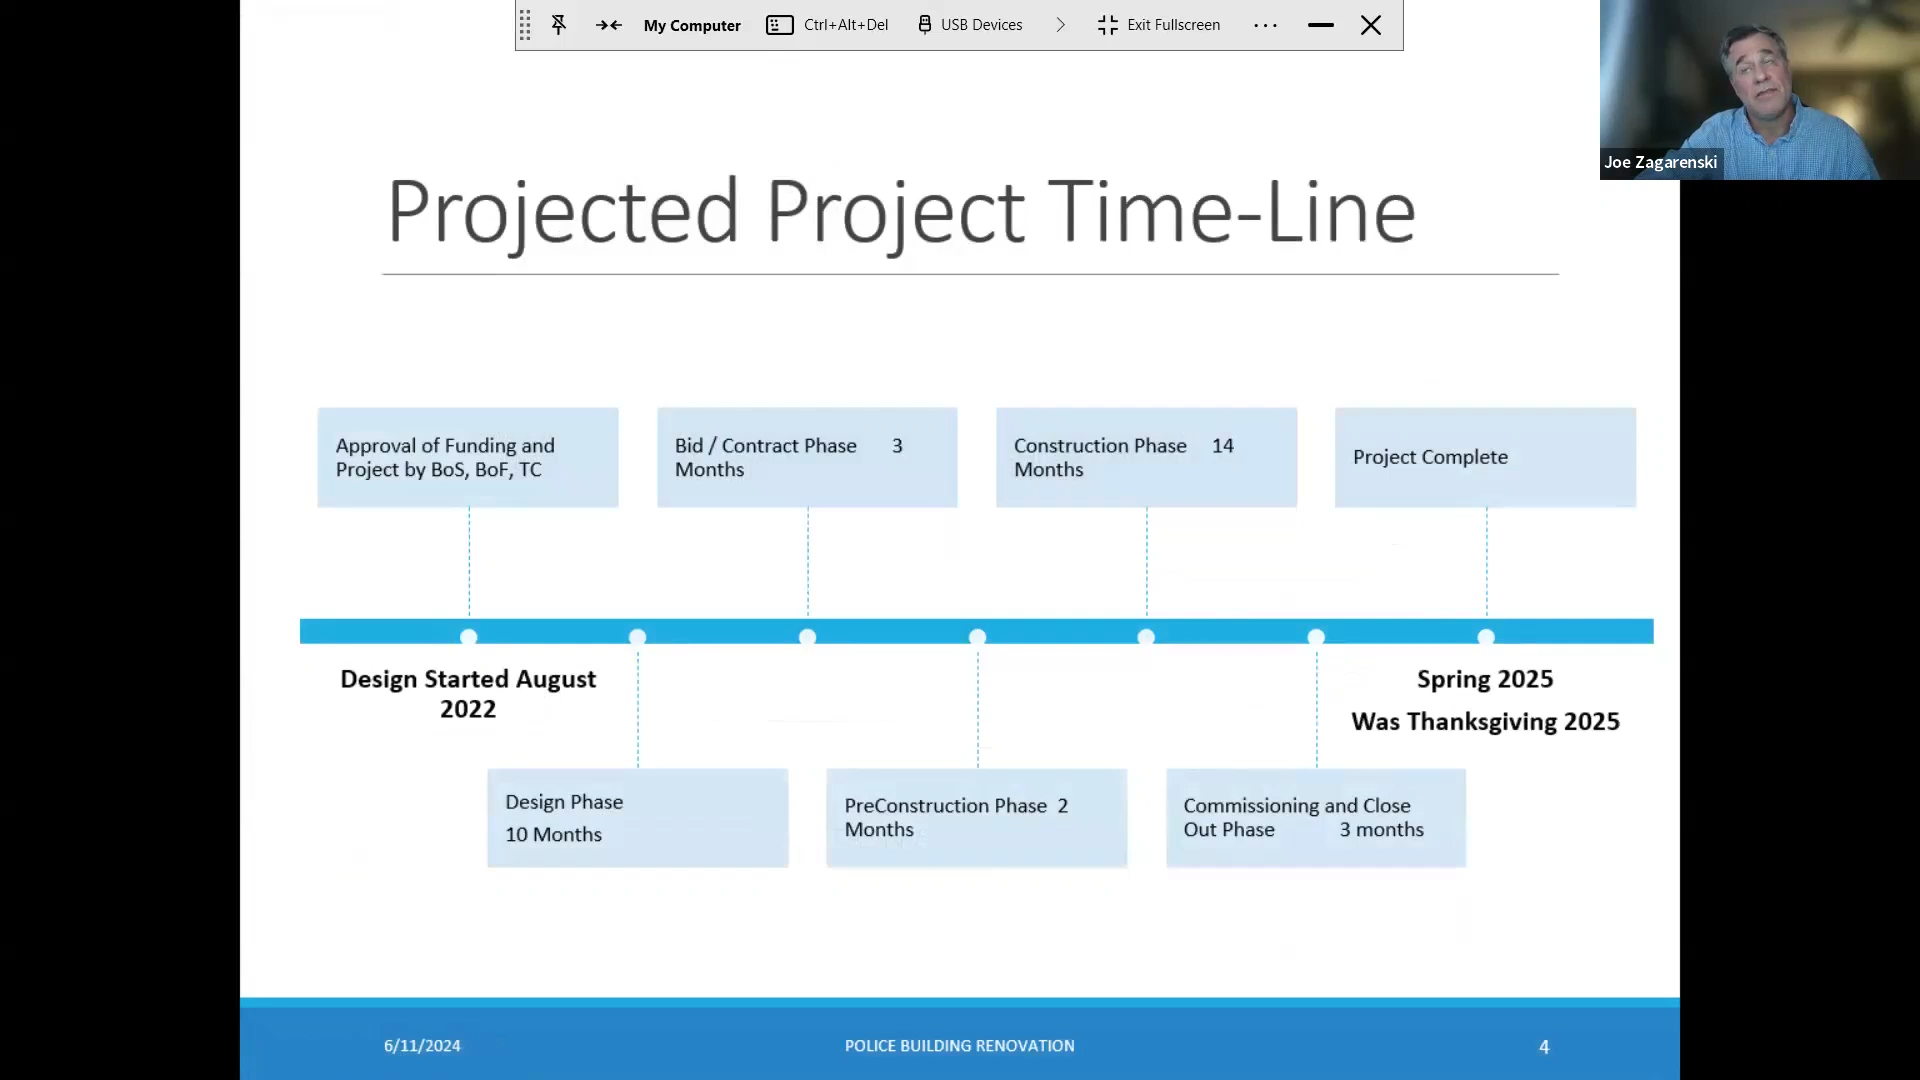 My Computer Ctrl+Alt+Del USB Devices Exit Fullscreen
Joe Zagarenski
Projected Project Time-Line
Approval of Funding and
Project by BoS, BoF, TC
Bid / Contract Phase 3
Months
Construction Phase 14
Months
Project Complete
Design Started August
2022
Spring 2025
Was Thanksgiving 2025
Design Phase
10 Months
PreConstruction Phase 2
Months
Commissioning and Close
Out Phase 3 months
6/11/2024 POLICE BUILDING RENOVATION 4